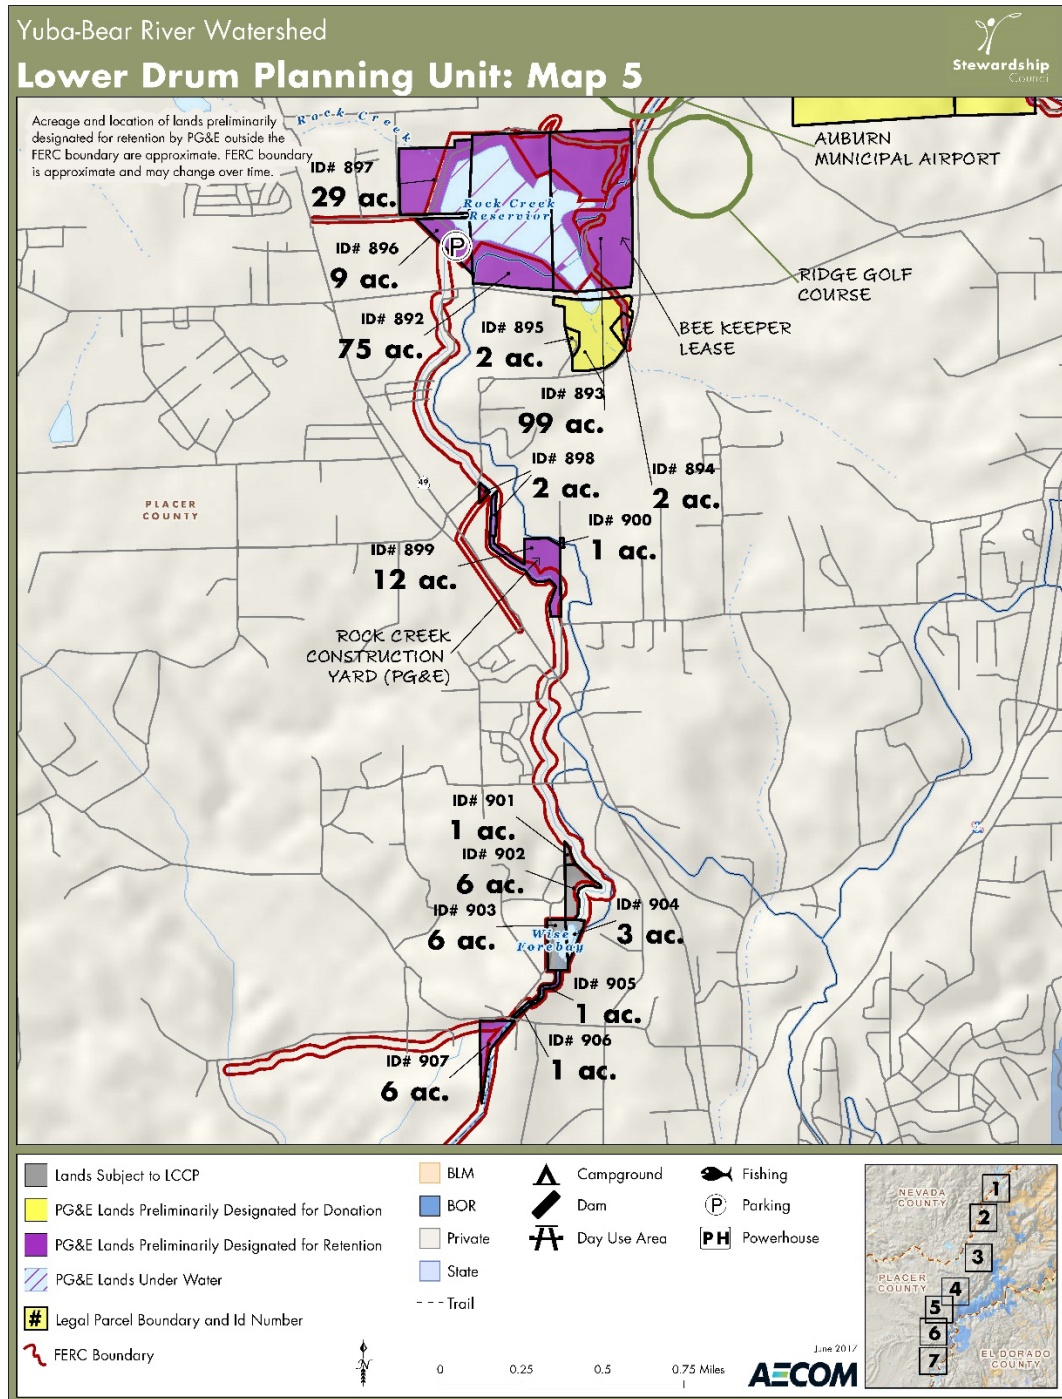 Yuba-Bear River Watershed
Lower Drum Planning Unit: Map 5
Stewardship
Council
Acreage and location of lands preliminarily
designated for retention by PG&E outside the
FERC boundary are approximate. FERC boundary
is approximate and may change over time.
Rock Creek
AUBURN
MUNICIPAL AIRPORT
ID# 897
29 ac.
Rock Creek
Reservior
ID# 896
9 ac.
P
RIDGE GOLF
COURSE
ID# 892
75 ac.
ID# 895
2 ac.
BEE KEEPER
LEASE
ID# 893
99 ac.
ID# 898
2 ac.
ID# 894
2 ac.
49
PLACER
COUNTY
ID# 900
1 ac.
ID# 899
12 ac.
ROCK CREEK
CONSTRUCTION
YARD (PG&E)
ID# 901
1 ac.
ID# 902
6 ac.
ID# 903
6 ac.
ID# 904
3 ac.
Wise
Forebay
ID# 905
1 ac.
ID# 906
1 ac.
ID# 907
6 ac.
Lands Subject to LCCP
PG&E Lands Preliminarily Designated for Donation
PG&E Lands Preliminarily Designated for Retention
PG&E Lands Under Water
# Legal Parcel Boundary and Id Number
FERC Boundary
BLM
BOR
Private
State
Trail
Campground
Dam
Day Use Area
Fishing
P Parking
PH Powerhouse
N
0 0.25 0.5 0.75 Miles
June 2017
AECOM
NEVADA
COUNTY
PLACER
COUNTY
EL DORADO
COUNTY
1
2
3
4
5
6
7